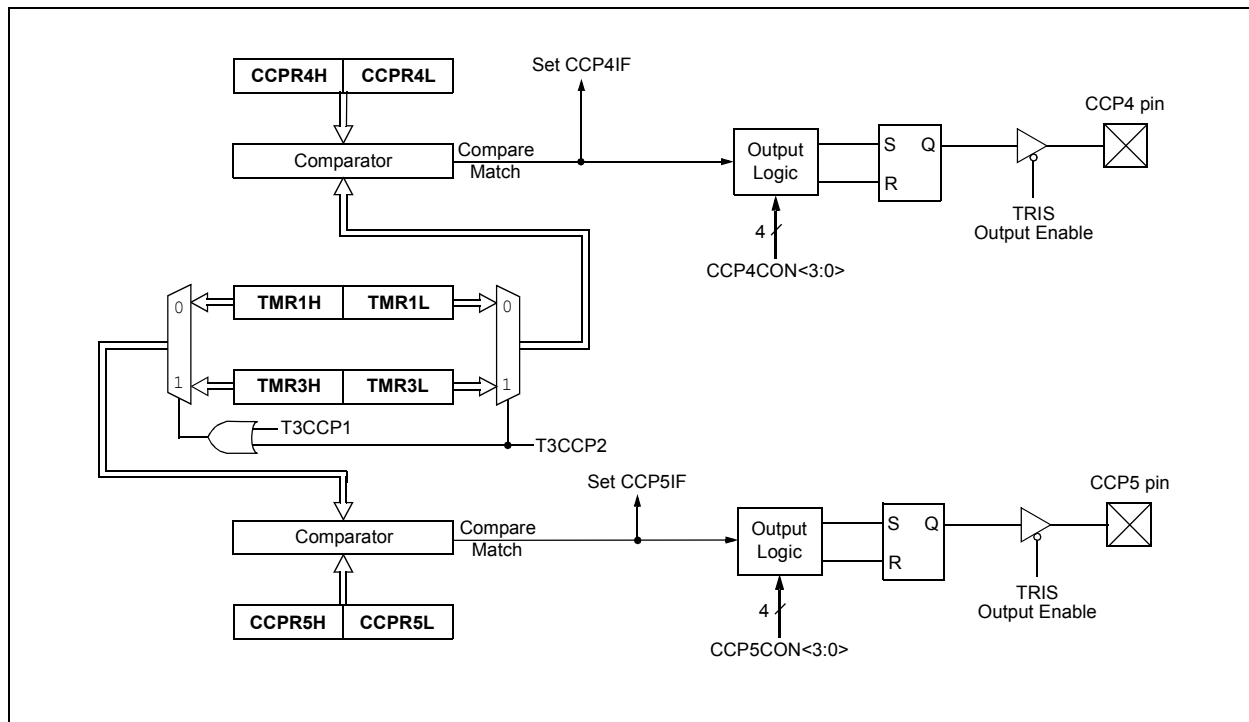 CCPR4H CCPR4L
Set CCP4IF
CCP4 pin
Comparator
Compare
Match
Output
Logic
S Q
R
TRIS
Output Enable
4
CCP4CON<3:0>
0 TMR1H TMR1L 0
1 TMR3H TMR3L 1
T3CCP1
T3CCP2
Set CCP5IF
CCP5 pin
Comparator
Compare
Match
Output
Logic
S Q
R
TRIS
Output Enable
4
CCPR5H CCPR5L
CCP5CON<3:0>